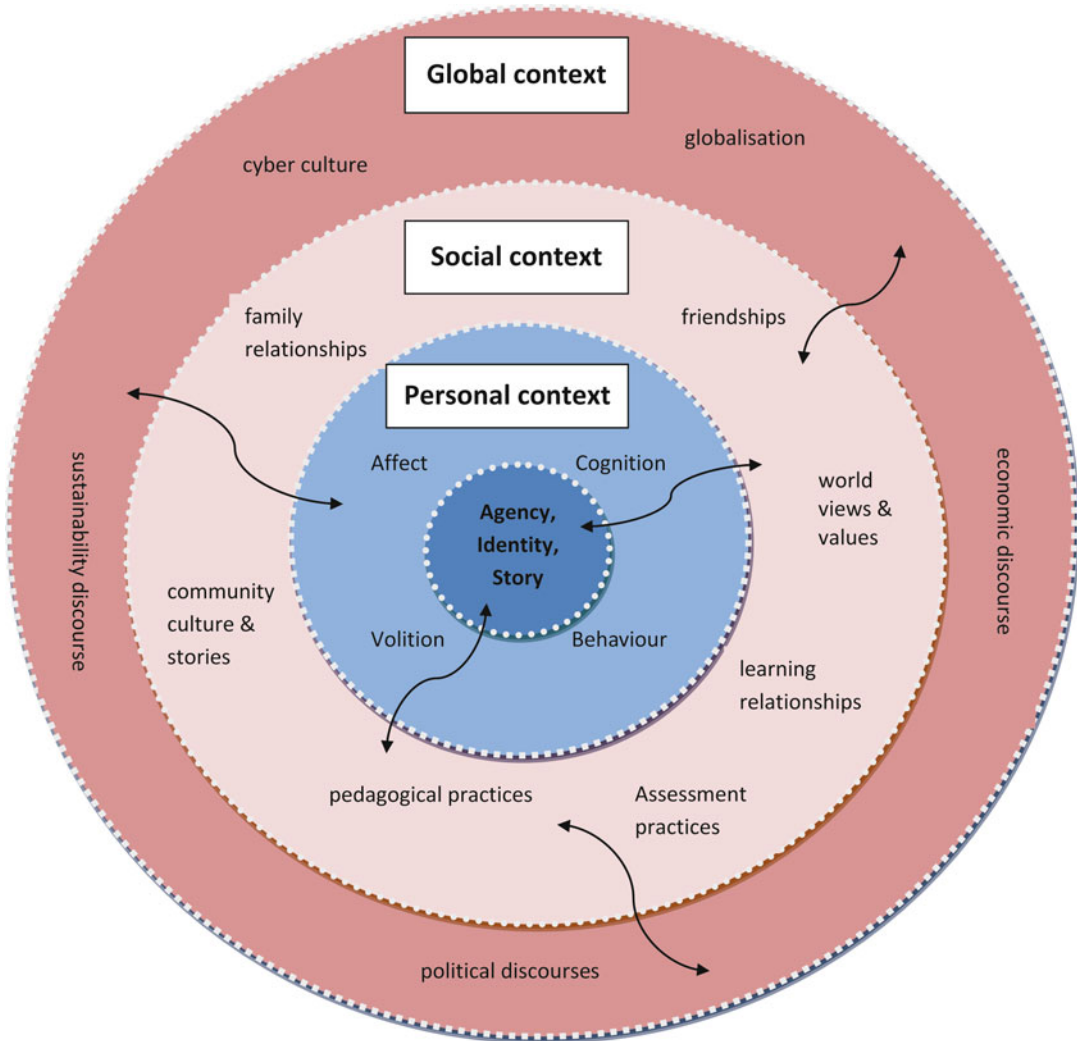 Global context
globalisation
cyber culture
Social context
family
relationships
friendships
Personal context
Affect
Cognition
sustainability discourse
economic discourse
world
views &
values
Agency,
Identity,
Story
community
culture &
stories
Volition
Behaviour
learning
relationships
pedagogical practices
Assessment
practices
political discourses